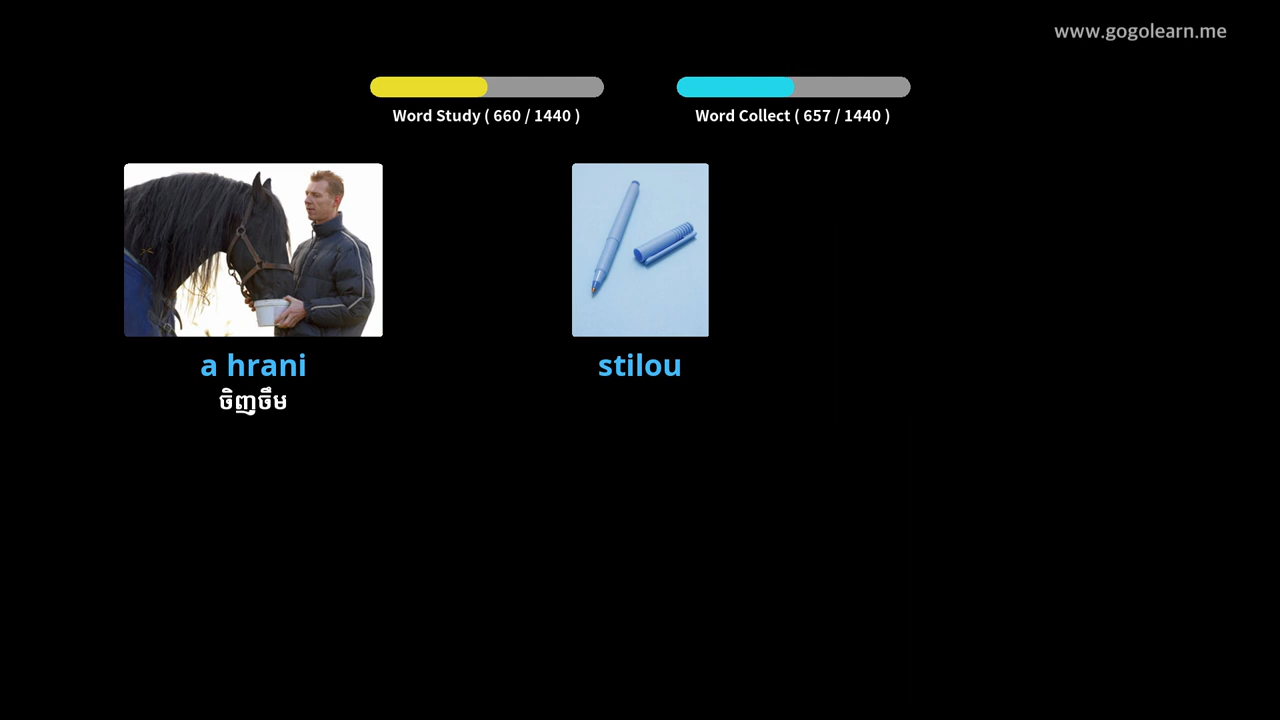 www.gogolearn.me
Word Study ( 660 / 1440 )
Word Collect ( 657 / 1440 )
a hrani
ចិញ្ចឹម
stilou